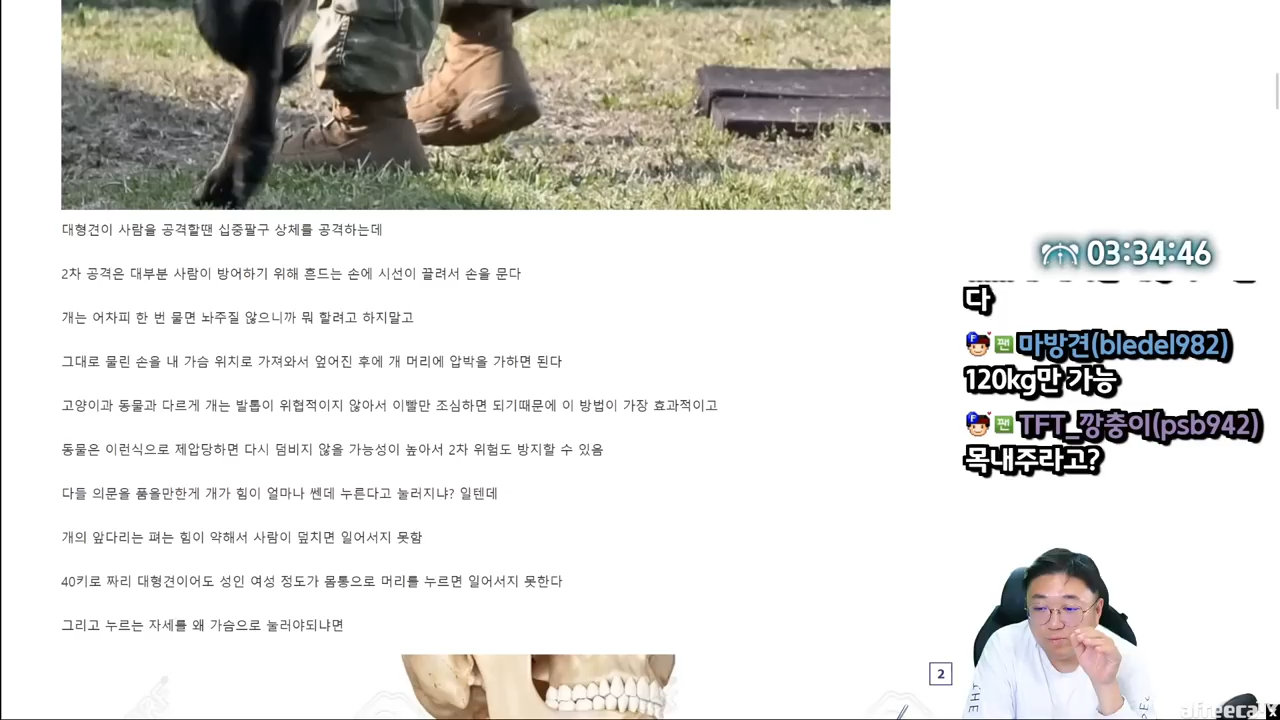 대형견이 사람을 공격할땐 십중팔구 상체를 공격하는데
2차 공격은 대부분 사람이 방어하기 위해 흔드는 손에 시선이 끌려서 손을 문다
개는 어차피 한 번 물면 놔주질 않으니까 뭐 할려고 하지말고
그대로 물린 손을 내 가슴 위치로 가져와서 엎어진 후에 개 머리에 압박을 가하면 된다
고양이과 동물과 다르게 개는 발톱이 위협적이지 않아서 이빨만 조심하면 되기때문에 이 방법이 가장 효과적이고
동물은 이런식으로 제압당하면 다시 덤비지 않을 가능성이 높아서 2차 위험도 방지할 수 있음
다들 의문을 품을만한게 개가 힘이 얼마나 쎈데 누른다고 눌러지냐? 일텐데
개의 앞다리는 펴는 힘이 약해서 사람이 덮치면 일어서지 못함
40키로 짜리 대형견이어도 성인 여성 정도가 몸통으로 머리를 누르면 일어서지 못한다
그리고 누르는 자세를 왜 가슴으로 눌러야되냐면
2
03:34:46
다
마방견(bledel982)
120kg만 가능
TFT_깡충이(psb942)
목내주라고?
THE
afreecaTV